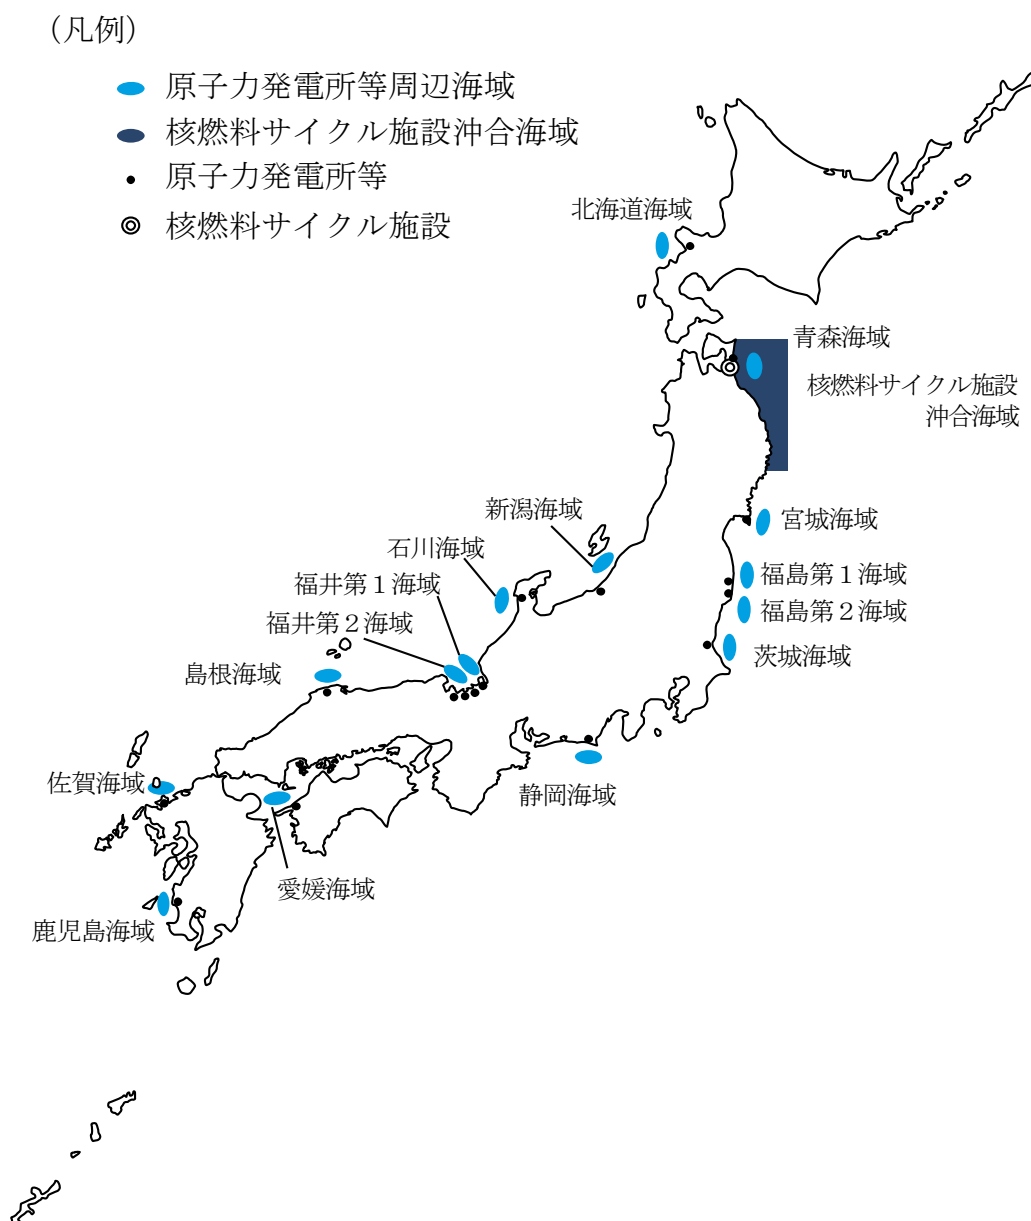 （凡例）
原子力発電所等周辺海域
核燃料サイクル施設沖合海域
原子力発電所等
核燃料サイクル施設
北海道海域
青森海域
核燃料サイクル施設
沖合海域
新潟海域
宮城海域
石川海域
福井第１海域
福島第１海域
福井第２海域
福島第２海域
島根海域
茨城海域
佐賀海域
静岡海域
愛媛海域
鹿児島海域